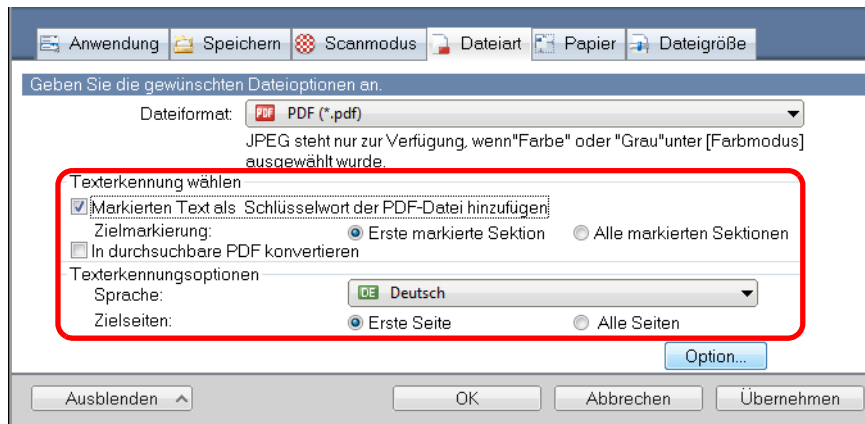 Anwendung Speichern Scanmodus Dateiart Papier Dateigröße
Geben Sie die gewünschten Dateioptionen an.
Dateiformat: PDF PDF (*.pdf)
JPEG steht nur zur Verfügung, wenn"Farbe" oder "Grau"unter [Farbmodus]
ausgewählt wurde.
Texterkennung wählen
Markierten Text als Schlüsselwort der PDF-Datei hinzufügen
Zielmarkierung: Erste markierte Sektion Alle markierten Sektionen
In durchsuchbare PDF konvertieren
Texterkennungsoptionen
Sprache: DE Deutsch
Zielseiten: Erste Seite Alle Seiten
Option...
Ausblenden OK Abbrechen Übernehmen